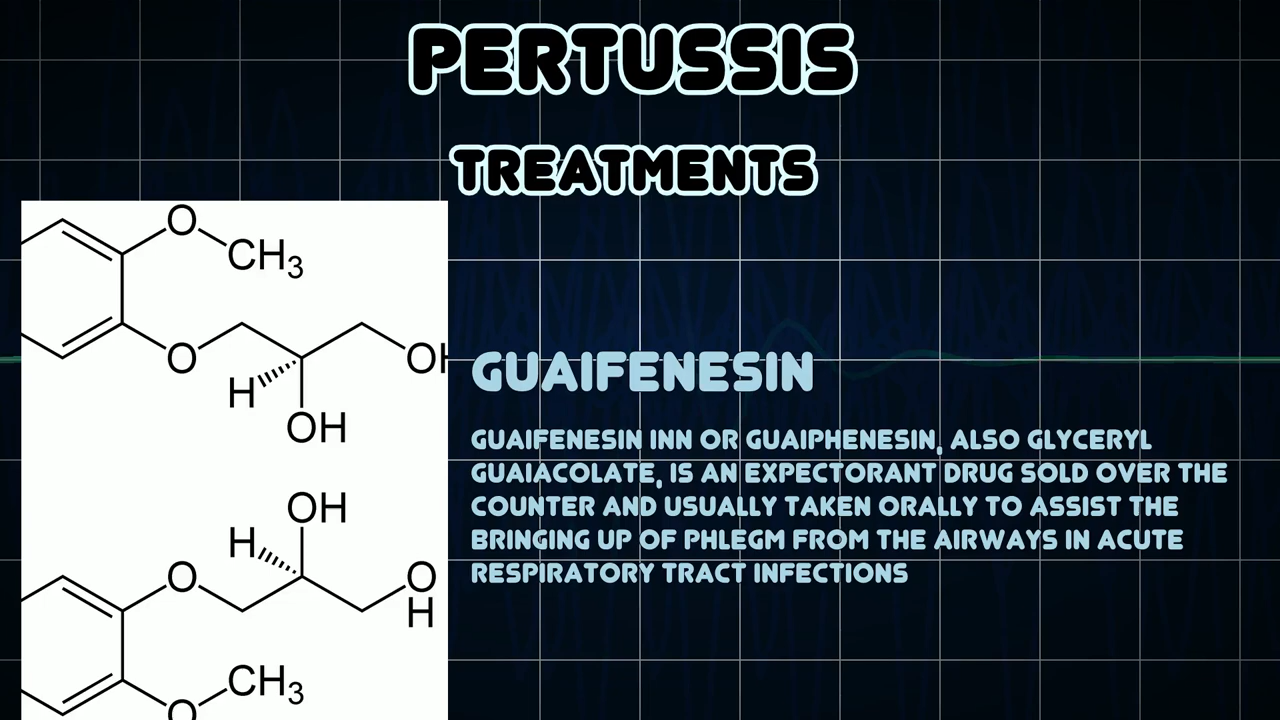 PERTUSSIS
TREATMENTS
O
CH3
O
OH
H
OH
GUAIFENESIN
GUAIFENESIN INN OR GUAIPHENESIN, ALSO GLYCERYL
GUAIACOLATE, IS AN EXPECTORANT DRUG SOLD OVER THE
COUNTER AND USUALLY TAKEN ORALLY TO ASSIST THE
BRINGING UP OF PHLEGM FROM THE AIRWAYS IN ACUTE
RESPIRATORY TRACT INFECTIONS
OH
H
O
O
H
CH3
O